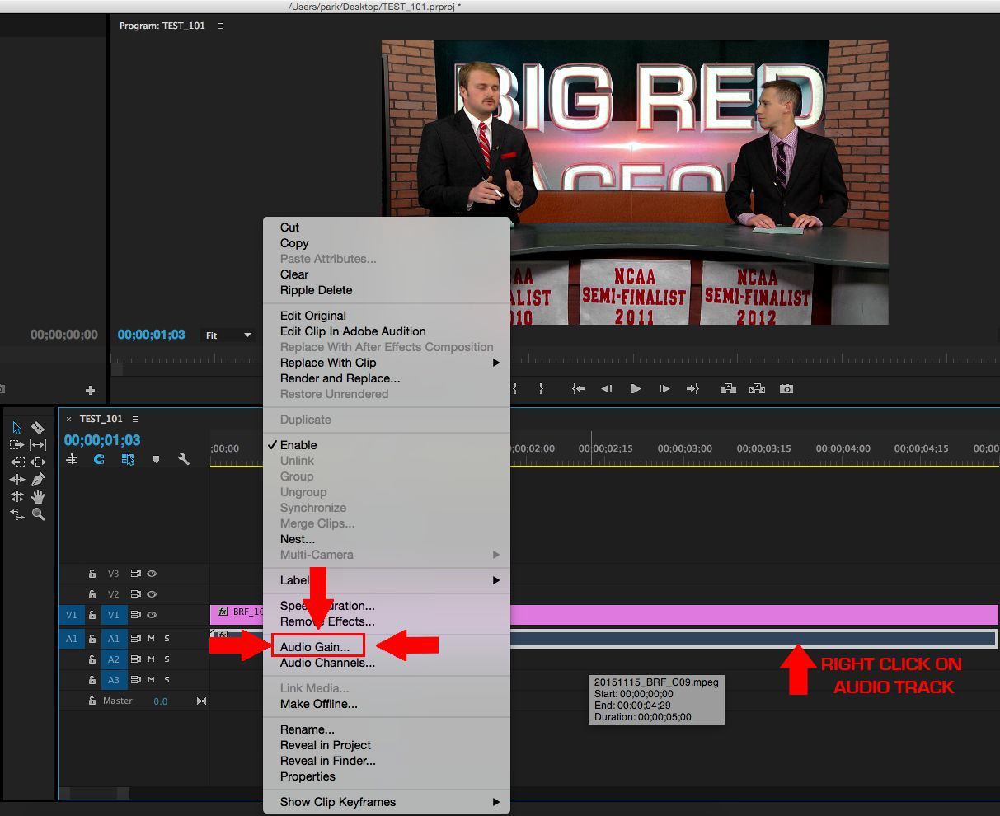 /Users/park/Desktop/TEST_101.prproj *
Program: TEST_101
BIG RED
FACEOF
AA
ALIST
10
NCAA
SEMI-FINALIST
2011
NCAA
SEMI-FINALIST
2012
00;00;00;00
00;00;01;03
Fit
Cut
Copy
Paste Attributes...
Clear
Ripple Delete
Edit Original
Edit Clip In Adobe Audition
Replace With After Effects Composition
Replace With Clip
Render and Replace...
Restore Unrendered
Duplicate
Enable
Unlink
Group
Ungroup
Synchronize
Merge Clips...
Nest...
Multi-Camera
Label
Remove Effects...
Audio Gain...
Audio Channels...
Link Media...
Make Offline...
Rename...
Reveal in Project
Reveal in Finder...
Properties
Show Clip Keyframes
× TEST_101
00;00;01;03
;00;00
;00;02;00 00;00;02;15 00;00;03;00 00;00;03;15 00;00;04;00 00;00;04;15 00;00
V3
V2
V1 V1 fx BRF_10
A1 A1 M S fx
A2 M S
A3 M S
Master 0.0
RIGHT CLICK ON
AUDIO TRACK
20151115_BRF_C09.mpeg
Start: 00;00;00;00
End: 00;00;04;29
Duration: 00;00;05;00